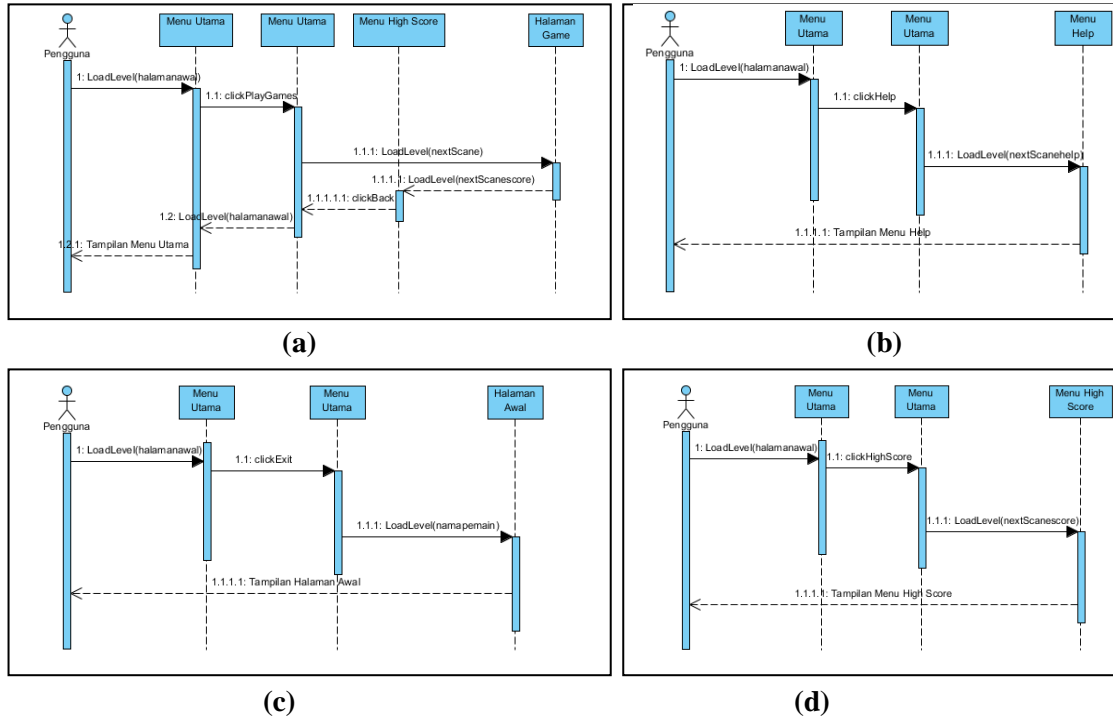 Pengguna
Menu Utama
Menu Utama
Menu High Score
Halaman
Game
1: LoadLevel(halamanawal)
1.1: clickPlayGames
1.1.1: LoadLevel(nextScane)
1.1.1.1: LoadLevel(nextScanescore)
1.1.1.1.1: clickBack
1.2: LoadLevel(halamanawal)
1.2.1: Tampilan Menu Utama
(a)
Pengguna
Menu
Utama
Menu
Utama
Menu
Help
1: LoadLevel(halamanawal)
1.1: clickHelp
1.1.1: LoadLevel(nextScanehelp)
1.1.1.1: Tampilan Menu Help
(b)
Pengguna
Menu
Utama
Menu
Utama
Halaman
Awal
1: LoadLevel(halamanawal)
1.1: clickExit
1.1.1: LoadLevel(namapemain)
1.1.1.1: Tampilan Halaman Awal
(c)
Pengguna
Menu
Utama
Menu
Utama
Menu High
Score
1: LoadLevel(halamanawal)
1.1: clickHighScore
1.1.1: LoadLevel(nextScanescore)
1.1.1.1: Tampilan Menu High Score
(d)